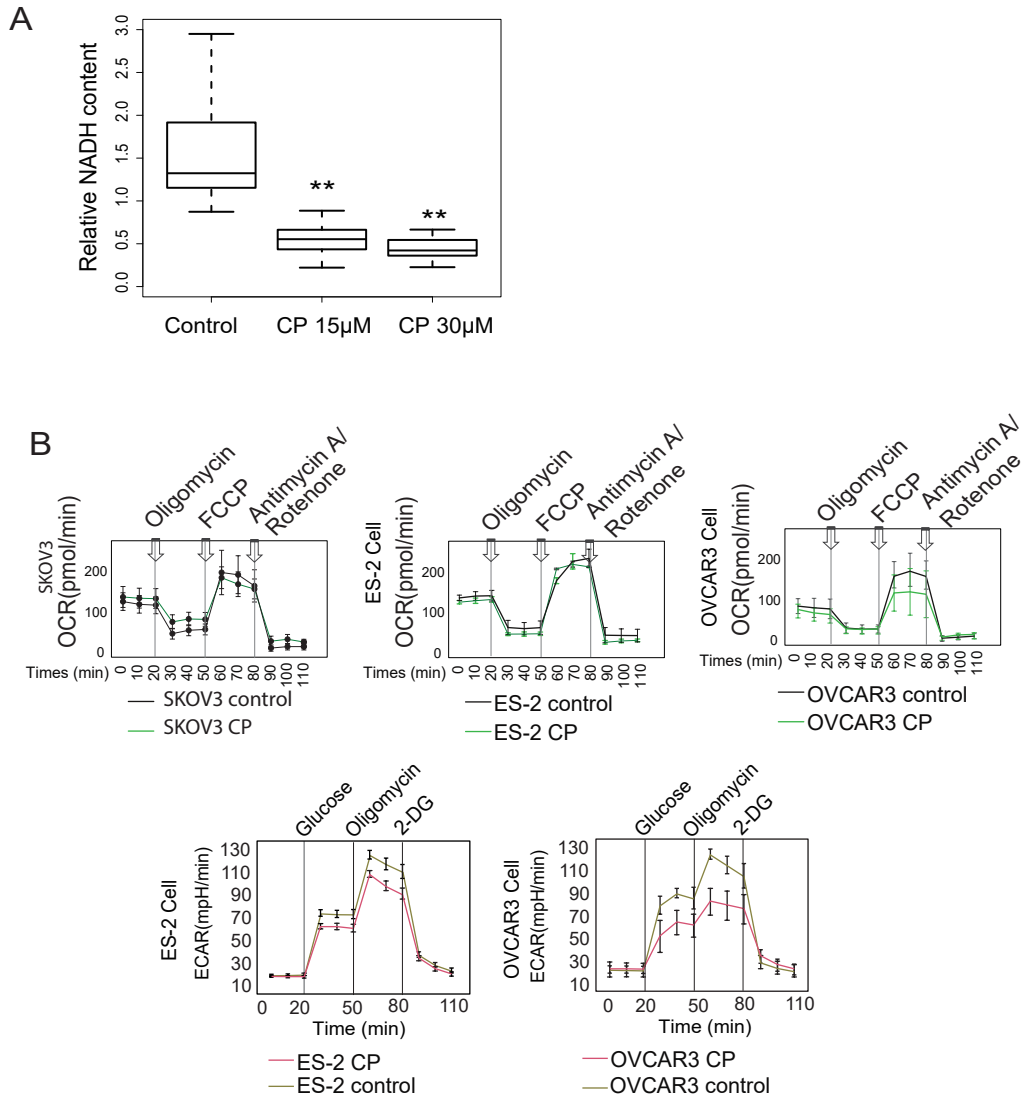 A
Relative NADH content
3.0
2.5
2.0
1.5
1.0
0.5
0.0
**
**
Control
CP 15μM
CP 30μM
B
Oligomycin
FCCP
Antimycin A/
Rotenone
SKOV3
OCR(pmol/min)
200
100
0
Times (min)
0
10
20
30
40
50
60
70
80
90
100
110
SKOV3 control
SKOV3 CP
Oligomycin
FCCP
Antimycin A/
Rotenone
ES-2 Cell
OCR(pmol/min)
200
100
0
Times (min)
0
10
20
30
40
50
60
70
80
90
100
110
ES-2 control
ES-2 CP
Oligomycin
FCCP
Antimycin A/
Rotenone
OVCAR3 Cell
OCR(pmol/min)
200
100
0
Times (min)
0
10
20
30
40
50
60
70
80
90
100
110
OVCAR3 control
OVCAR3 CP
Glucose
Oligomycin
2-DG
ES-2 Cell
ECAR(mpH/min)
130
110
90
70
50
30
10
0
20
50
80
110
Time (min)
ES-2 CP
ES-2 control
Glucose
Oligomycin
2-DG
OVCAR3 Cell
ECAR(mpH/min)
130
110
90
70
50
30
10
0
20
50
80
110
Time (min)
OVCAR3 CP
OVCAR3 control